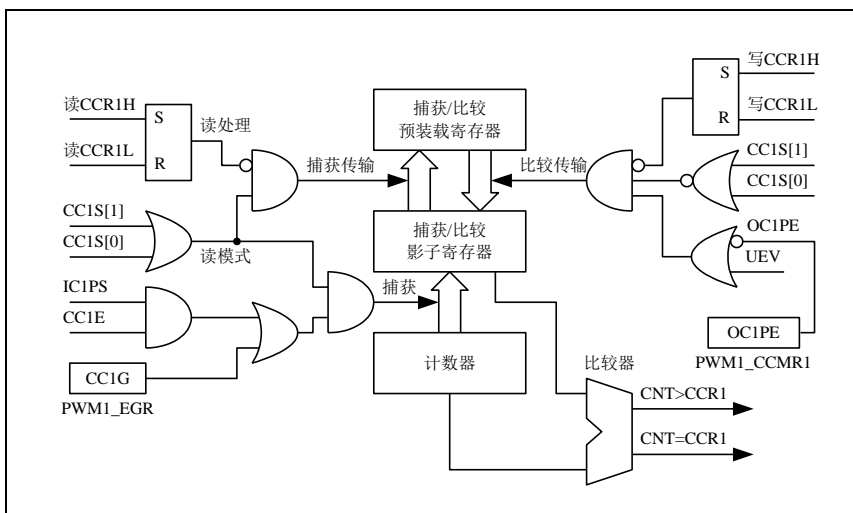 读CCR1H
S
读处理
读CCR1L
R
捕获/比较
预装载寄存器
S
写CCR1H
R
写CCR1L
捕获传输
比较传输
CC1S[1]
CC1S[0]
CC1S[1]
CC1S[0]
读模式
捕获/比较
影子寄存器
OC1PE
UEV
IC1PS
CC1E
捕获
CC1G
PWM1_EGR
计数器
比较器
OC1PE
PWM1_CCMR1
CNT>CCR1
CNT=CCR1